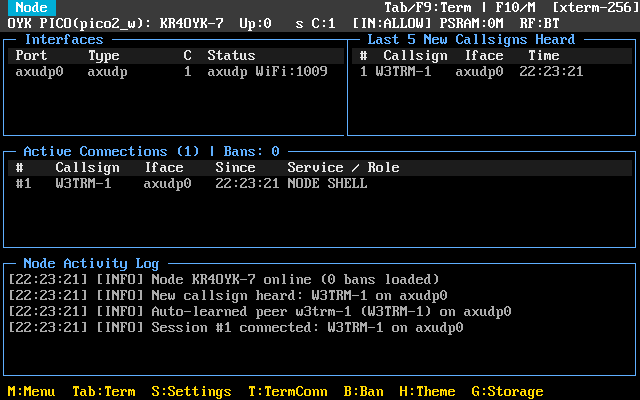 Node Tab/F9:Term | F10/M [xterm-256]
OYK PICO(pico2_w): KR4OYK-7 Up:0 s C:1 [IN:ALLOW] PSRAM:0M RF:BT
Interfaces Last 5 New Callsigns Heard
Port Type C Status # Callsign Iface Time
axudp0 axudp 1 axudp WiFi:1009 1 W3TRM-1 axudp0 22:23:21
Active Connections (1) | Bans: 0
# Callsign Iface Since Service / Role
#1 W3TRM-1 axudp0 22:23:21 NODE SHELL
Node Activity Log
[22:23:21] [INFO] Node KR4OYK-7 online (0 bans loaded)
[22:23:21] [INFO] New callsign heard: W3TRM-1 on axudp0
[22:23:21] [INFO] Auto-learned peer w3trm-1 (W3TRM-1) on axudp0
[22:23:21] [INFO] Session #1 connected: W3TRM-1 on axudp0
M:Menu Tab:Term S:Settings T:TermConn B:Ban H:Theme G:Storage